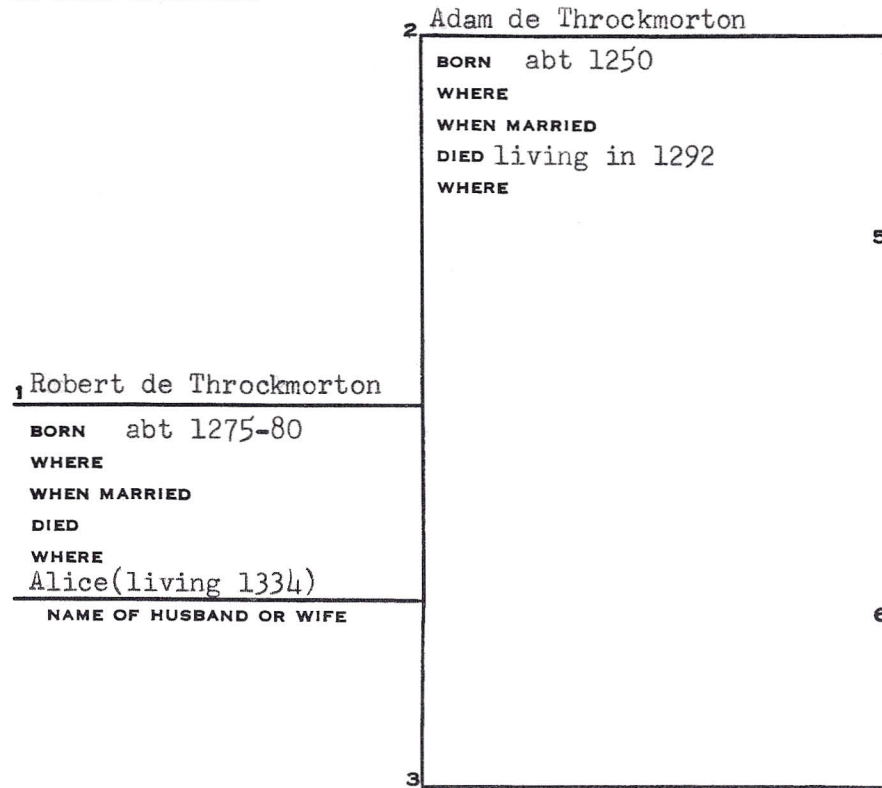 2 Adam de Throckmorton
BORN abt 1250
WHERE
WHEN MARRIED
DIED living in 1292
WHERE
5
1 Robert de Throckmorton
BORN abt 1275-80
WHERE
WHEN MARRIED
DIED
WHERE
Alice(living 1334)
NAME OF HUSBAND OR WIFE
6
3